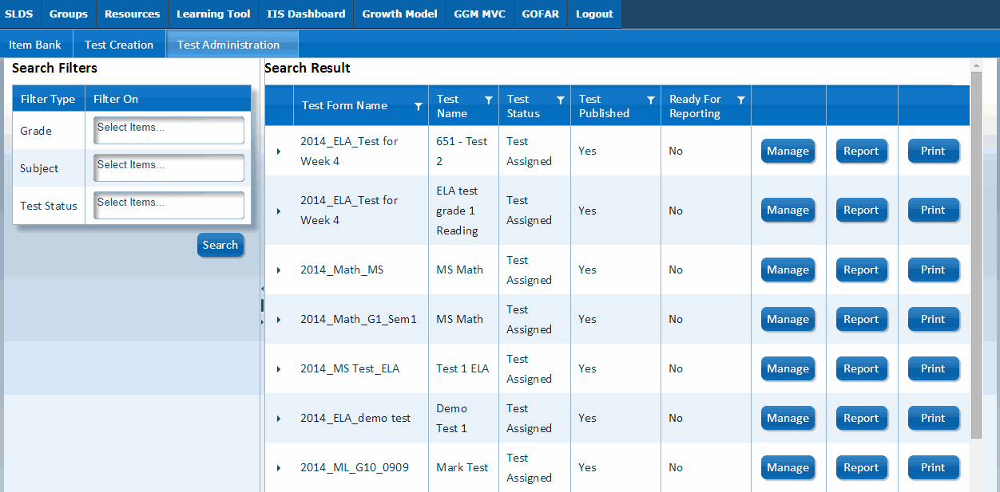 SLDS Groups Resources Learning Tool IIS Dashboard Growth Model GGM MVC GOFAR Logout
Item Bank Test Creation Test Administration
Search Filters
Filter Type Filter On
Grade Select Items...
Subject Select Items...
Test Status Select Items...
Search
Search Result
Test Form Name Test Name Test Status Test Published Ready For Reporting
2014_ELA_Test for Week 4 651 - Test 2 Test Assigned Yes No Manage Report Print
2014_ELA_Test for Week 4 ELA test grade 1 Reading Test Assigned Yes No Manage Report Print
2014_Math_MS MS Math Test Assigned Yes No Manage Report Print
2014_Math_G1_Sem1 MS Math Test Assigned Yes No Manage Report Print
2014_MS Test_ELA Test 1 ELA Test Assigned Yes No Manage Report Print
2014_ELA_demo test Demo Test 1 Test Assigned Yes No Manage Report Print
2014_ML_G10_0909 Mark Test Test Assigned Yes No Manage Report Print